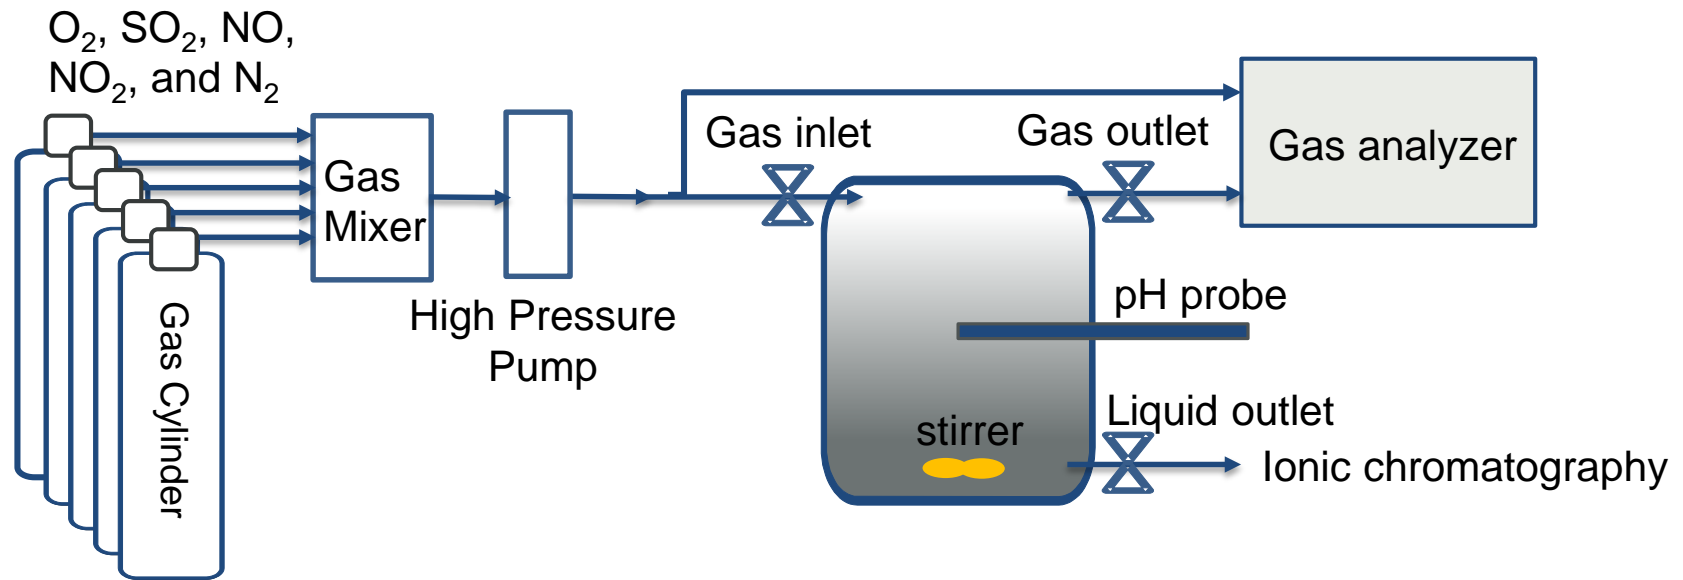 O₂, SO₂, NO,
NO₂, and N₂
Gas inlet
Gas outlet
Gas analyzer
Gas
Mixer
High Pressure
Pump
pH probe
Gas Cylinder
Liquid outlet
stirrer
Ionic chromatography